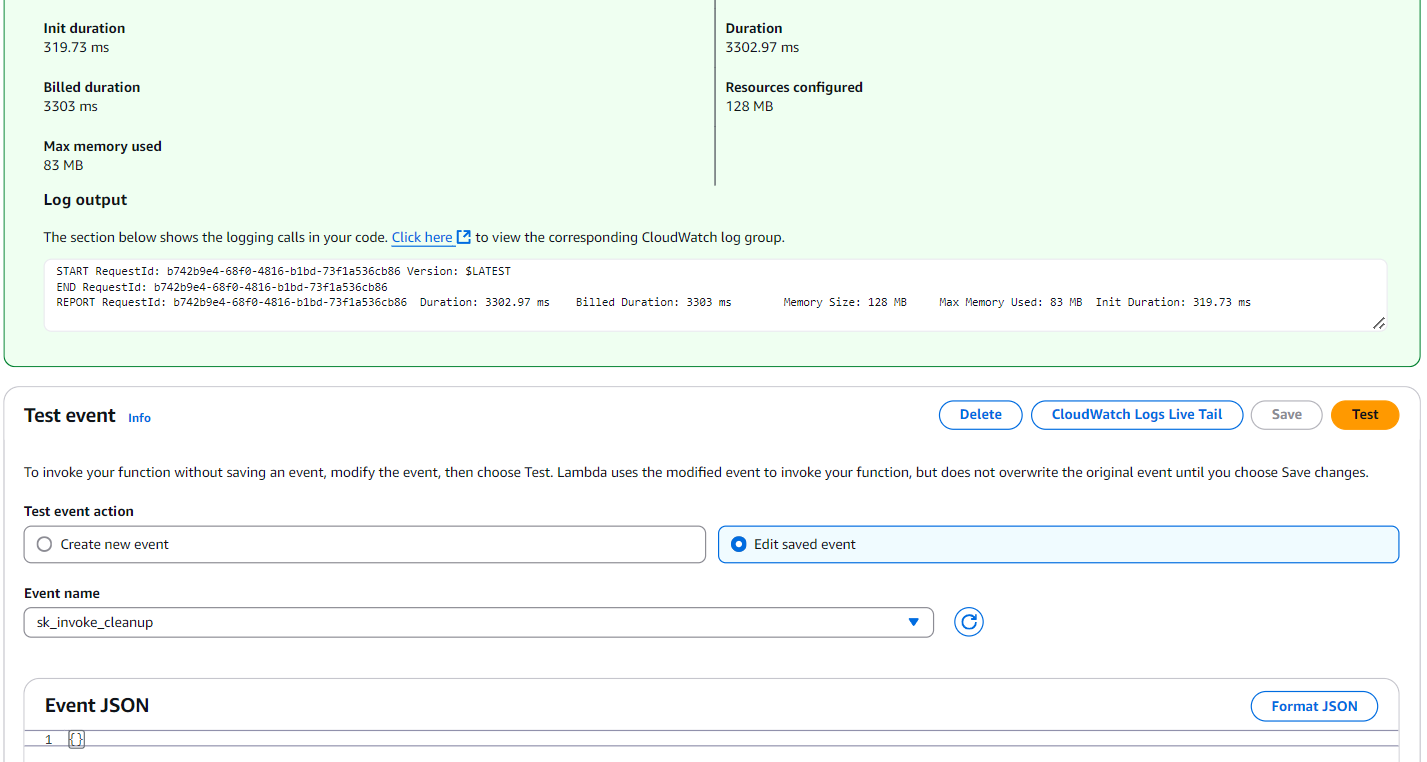 Init duration
319.73 ms
Duration
3302.97 ms
Billed duration
3303 ms
Resources configured
128 MB
Max memory used
83 MB
Log output
The section below shows the logging calls in your code. Click here to view the corresponding CloudWatch log group.
START RequestId: b742b9e4-68f0-4816-b1bd-73f1a536cb86 Version: $LATEST
END RequestId: b742b9e4-68f0-4816-b1bd-73f1a536cb86
REPORT RequestId: b742b9e4-68f0-4816-b1bd-73f1a536cb86 Duration: 3302.97 ms Billed Duration: 3303 ms Memory Size: 128 MB Max Memory Used: 83 MB Init Duration: 319.73 ms
Test event Info
Delete
CloudWatch Logs Live Tail
Save
Test
To invoke your function without saving an event, modify the event, then choose Test. Lambda uses the modified event to invoke your function, but does not overwrite the original event until you choose Save changes.
Test event action
Create new event
Edit saved event
Event name
sk_invoke_cleanup
Event JSON
Format JSON
1 {}